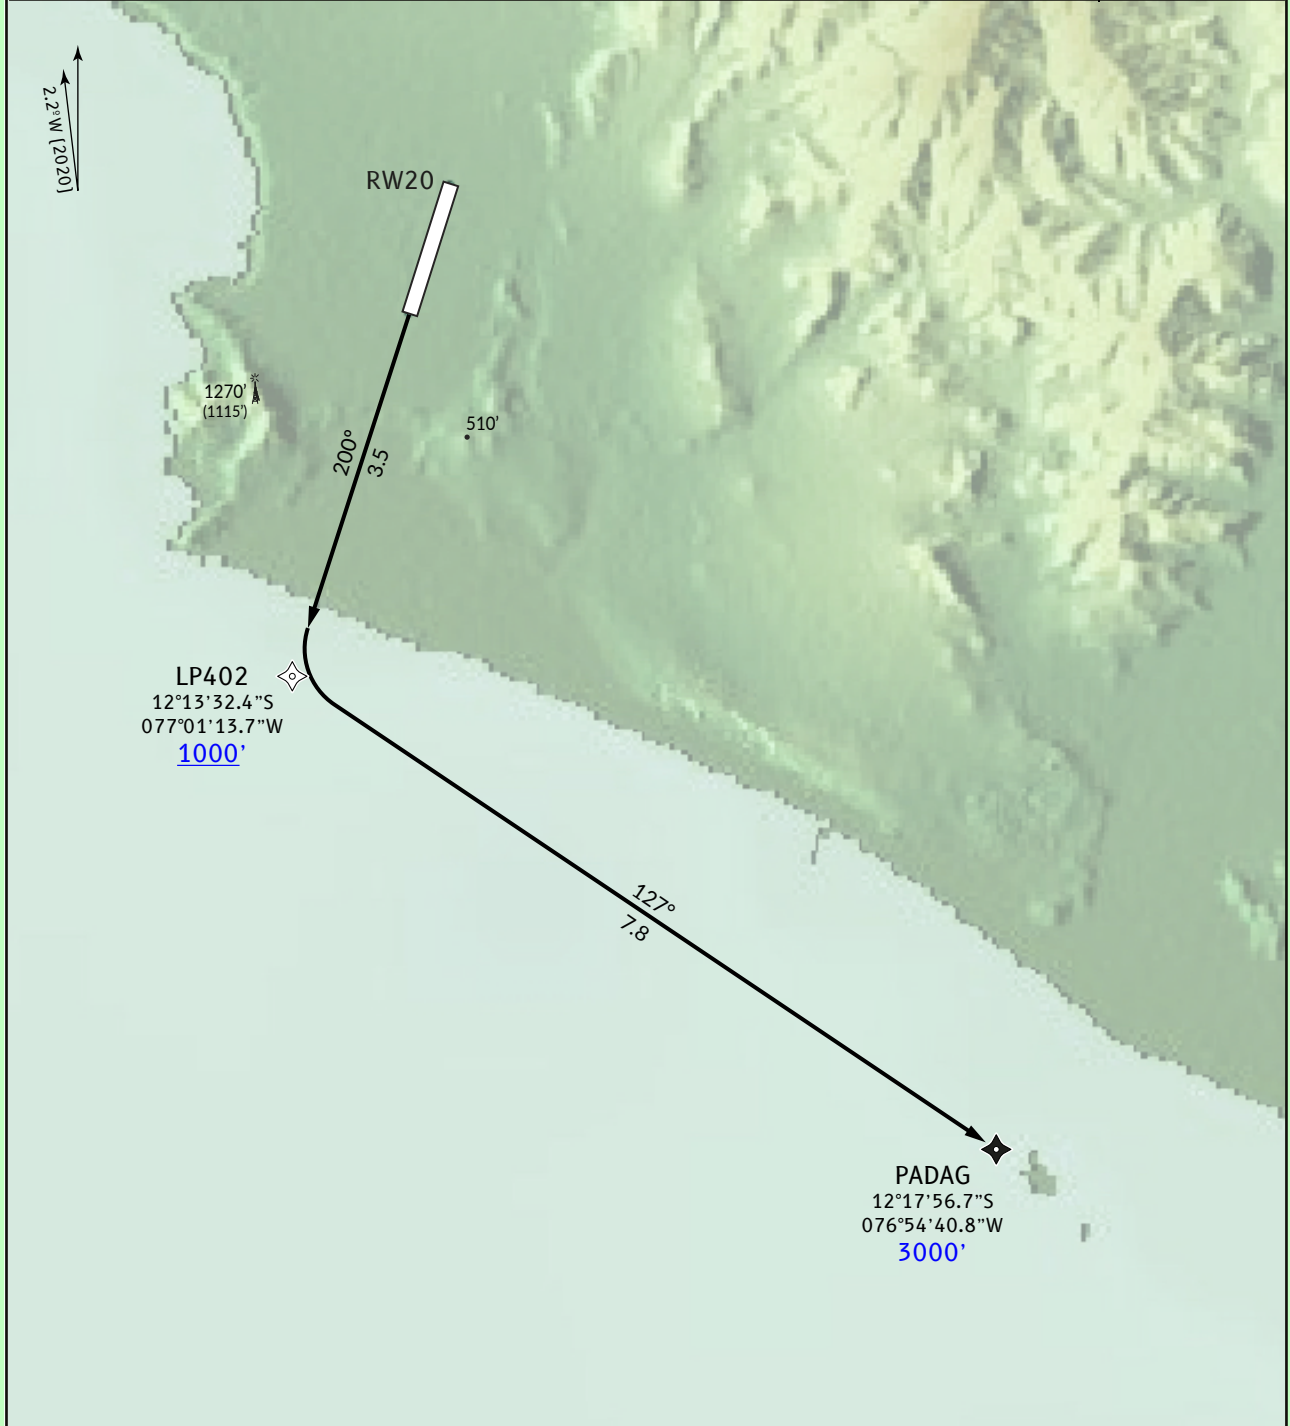 2.2°W [2020]
RW20
1270’
(1115’)
510’
200°
3.5
LP402
12°13’32.4”S
077°01’13.7”W
1000’
127°
7.8
PADAG
12°17’56.7”S
076°54’40.8”W
3000’